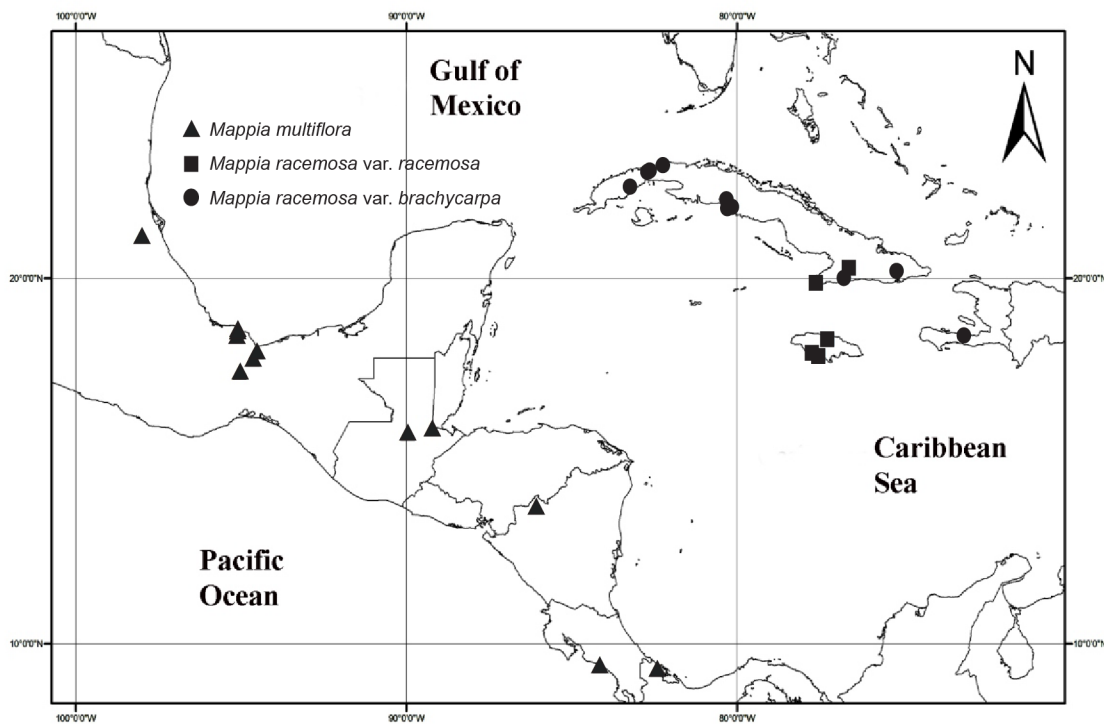 100°0'0"W 90°0'0"W 80°0'0"W
Gulf of
Mexico
N
Mappia multiflora
Mappia racemosa var. racemosa
Mappia racemosa var. brachycarpa
20°0'0"N 20°0'0"N
Caribbean
Sea
Pacific
Ocean
10°0'0"N 10°0'0"N
100°0'0"W 90°0'0"W 80°0'0"W